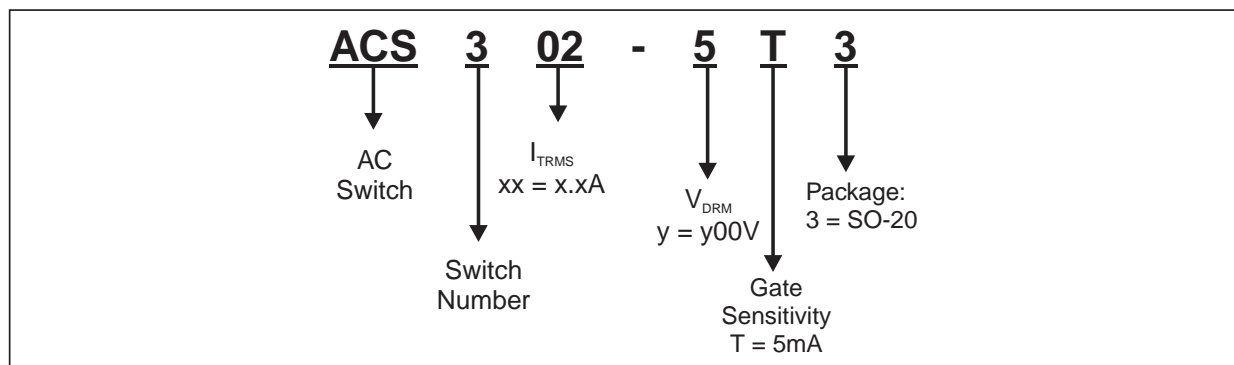 ACS 3 02 - 5 T 3
AC
Switch
Switch
Number
I_TRMS
xx = x.xA
V_DRM
y = y00V
Gate
Sensitivity
T = 5mA
Package:
3 = SO-20